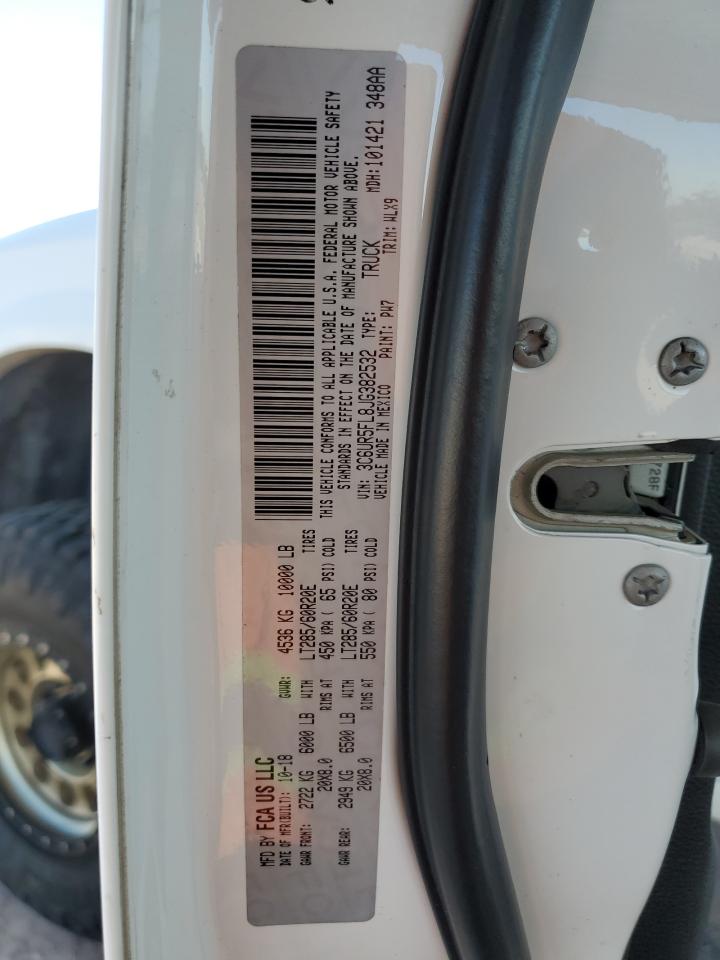 MFD BY FCA US LLC
DATE OF MFR(BUILT): 10-18 GVWR: 4536 KG 10000 LB
GAWR FRONT: 2722 KG 6000 LB WITH LT285/60R20E TIRES
20X8.0 RIMS AT 450 KPA ( 65 PSI) COLD
GAWR REAR: 2949 KG 6500 LB WITH LT285/60R20E TIRES
20X8.0 RIMS AT 550 KPA ( 80 PSI) COLD
THIS VEHICLE CONFORMS TO ALL APPLICABLE U.S.A. FEDERAL MOTOR VEHICLE SAFETY
STANDARDS IN EFFECT ON THE DATE OF MANUFACTURE SHOWN ABOVE.
VIN: 3C6UR5FL8JG382532 TYPE: TRUCK MDH: 101421 348AA
VEHICLE MADE IN MEXICO PAINT: PW7 TRIM: WLX9
728F